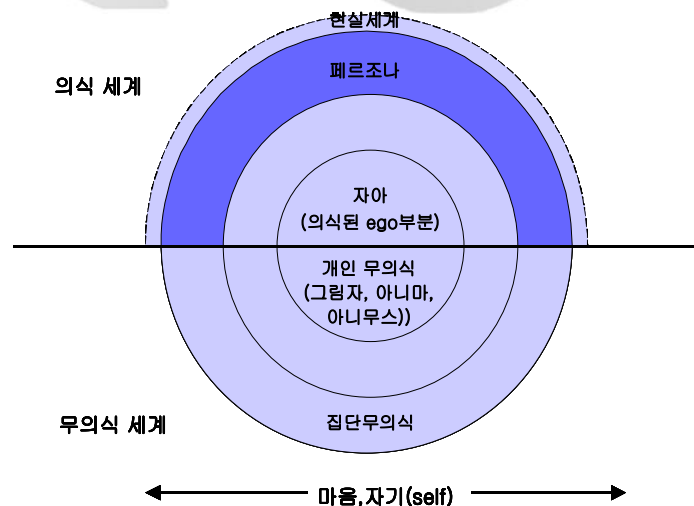 현실세계
페르조나
의식 세계
자아
(의식된 ego부분)
개인 무의식
(그림자, 아니마,
아니무스))
집단무의식
무의식 세계
마음,자기(self)